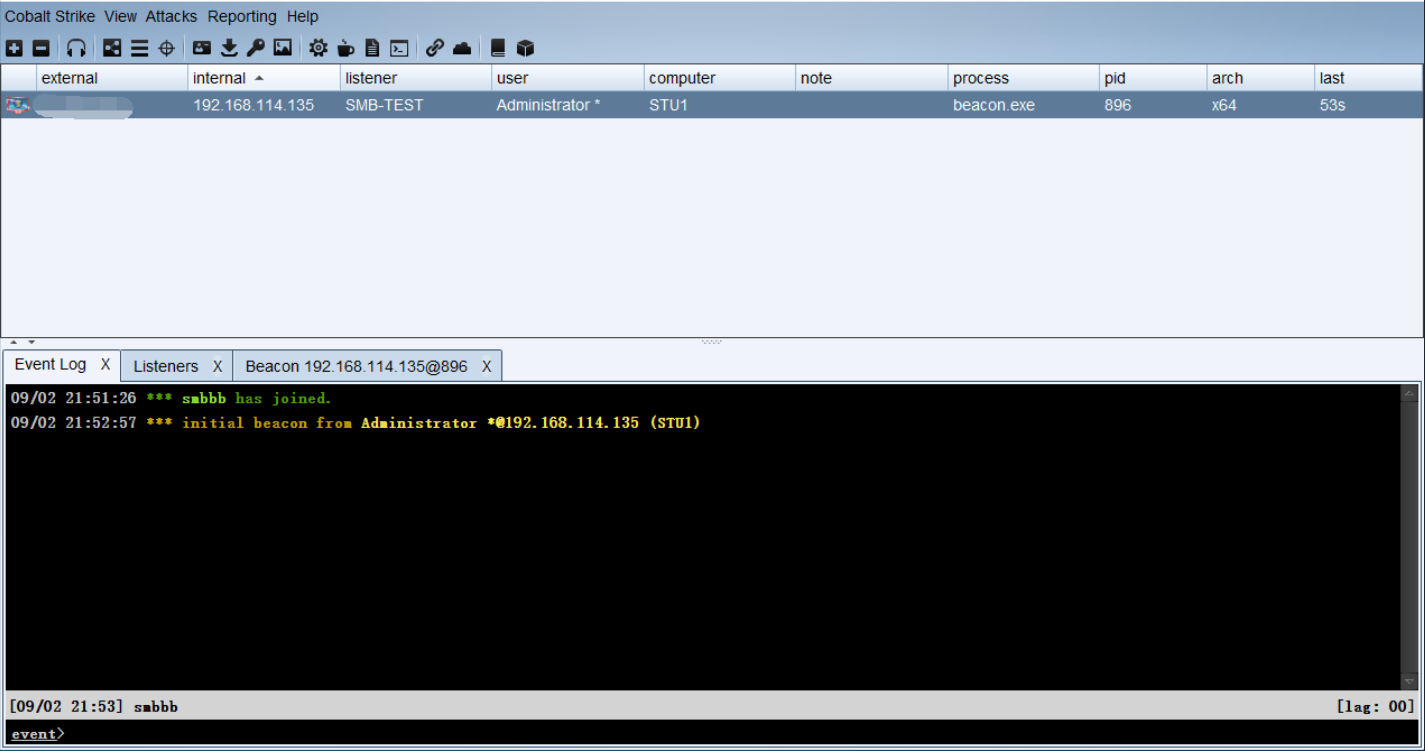 Cobalt Strike View Attacks Reporting Help
external internal listener user computer note process pid arch last
192.168.114.135 SMB-TEST Administrator * STU1 beacon.exe 896 x64 53s
Event Log X Listeners X Beacon 192.168.114.135@896 X
09/02 21:51:26 *** smbbb has joined.
09/02 21:52:57 *** initial beacon from Administrator *@192.168.114.135 (STU1)
[09/02 21:53] smbbb [lag: 00]
event>